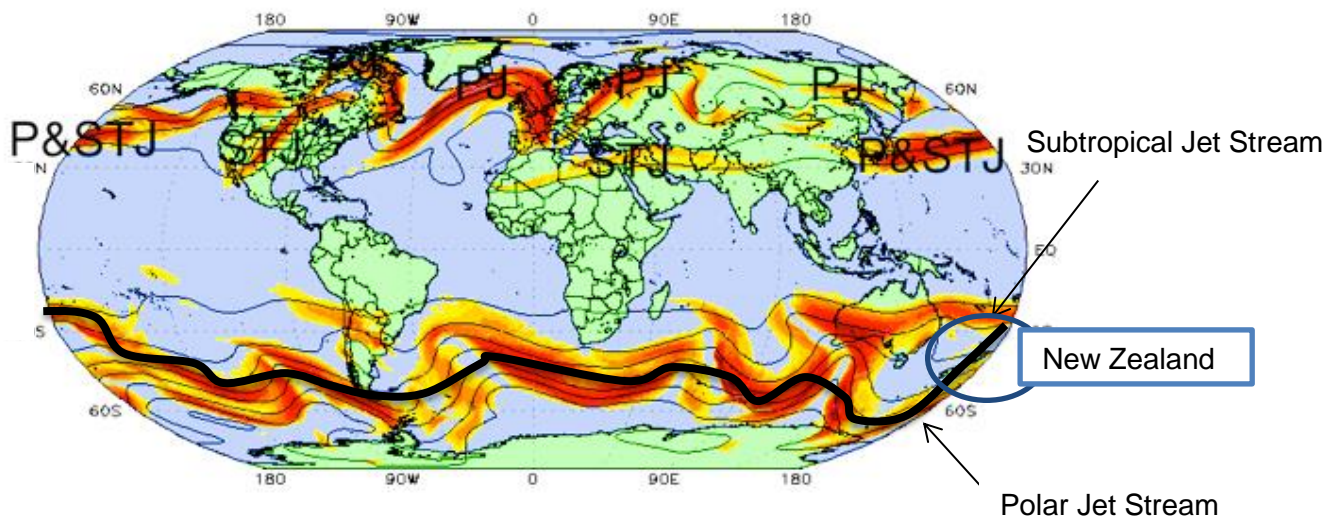 180 90W 0 90E 180
60N 60N
PJ PJ PJ
P&STJ STJ STJ P&STJ
Subtropical Jet Stream
N 30N
EQ
S
New Zealand
60S 60S
180 90W 0 90E 180
Polar Jet Stream